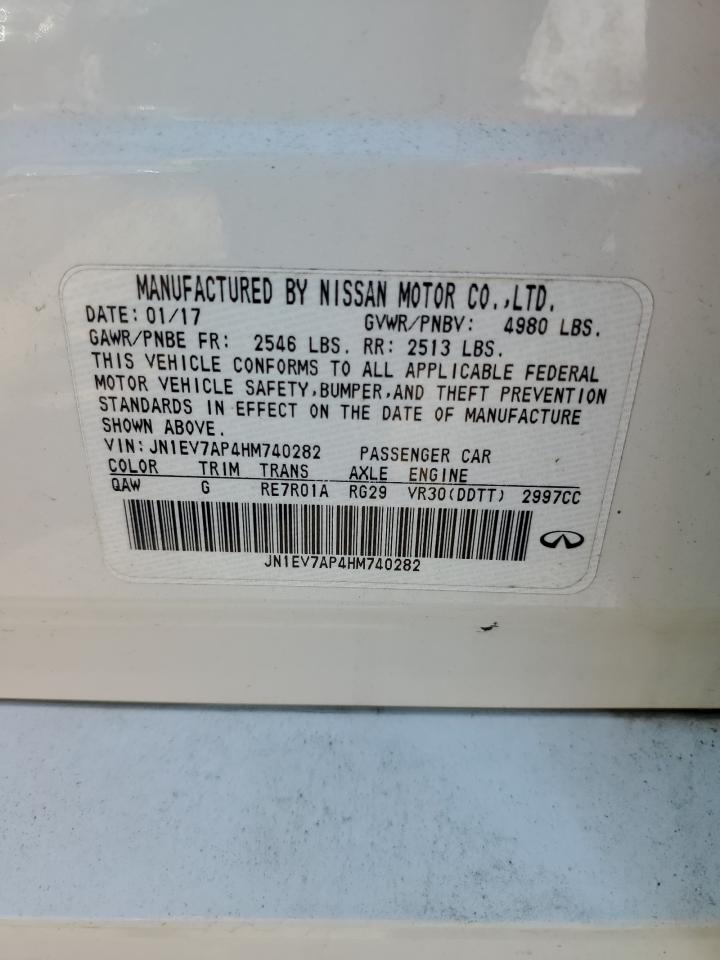 MANUFACTURED BY NISSAN MOTOR CO.,LTD.
DATE: 01/17 GVWR/PNBV: 4980 LBS.
GAWR/PNBE FR: 2546 LBS. RR: 2513 LBS.
THIS VEHICLE CONFORMS TO ALL APPLICABLE FEDERAL
MOTOR VEHICLE SAFETY,BUMPER,AND THEFT PREVENTION
STANDARDS IN EFFECT ON THE DATE OF MANUFACTURE
SHOWN ABOVE.
VIN: JN1EV7AP4HM740282 PASSENGER CAR
COLOR TRIM TRANS AXLE ENGINE
QAW G RE7R01A RG29 VR30(DDTT) 2997CC
JN1EV7AP4HM740282